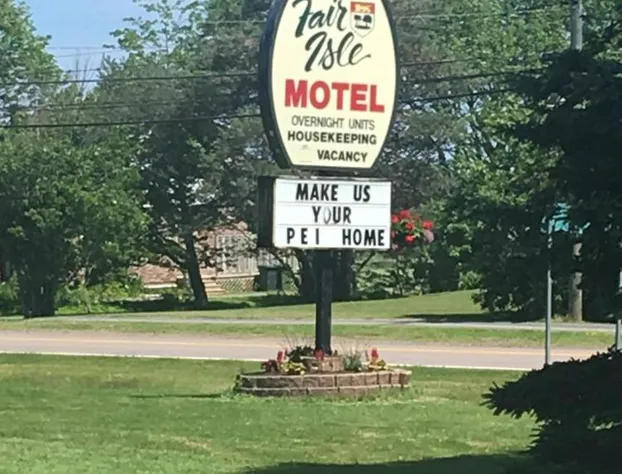 Fair
Isle
MOTEL
OVERNIGHT UNITS
HOUSEKEEPING
VACANCY
MAKE US
YOUR
PEI HOME